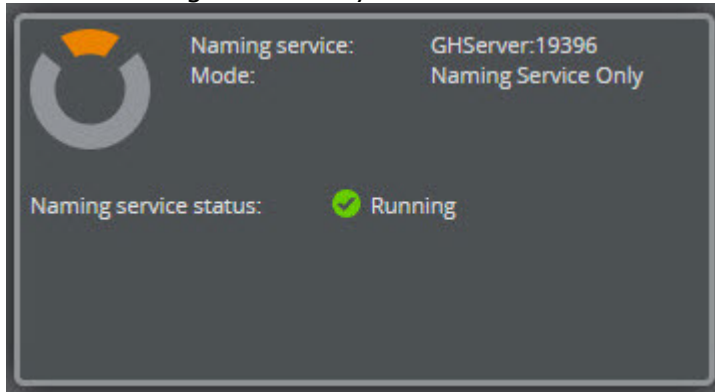 Naming service: GHServer:19396
Mode: Naming Service Only
Naming service status: Running